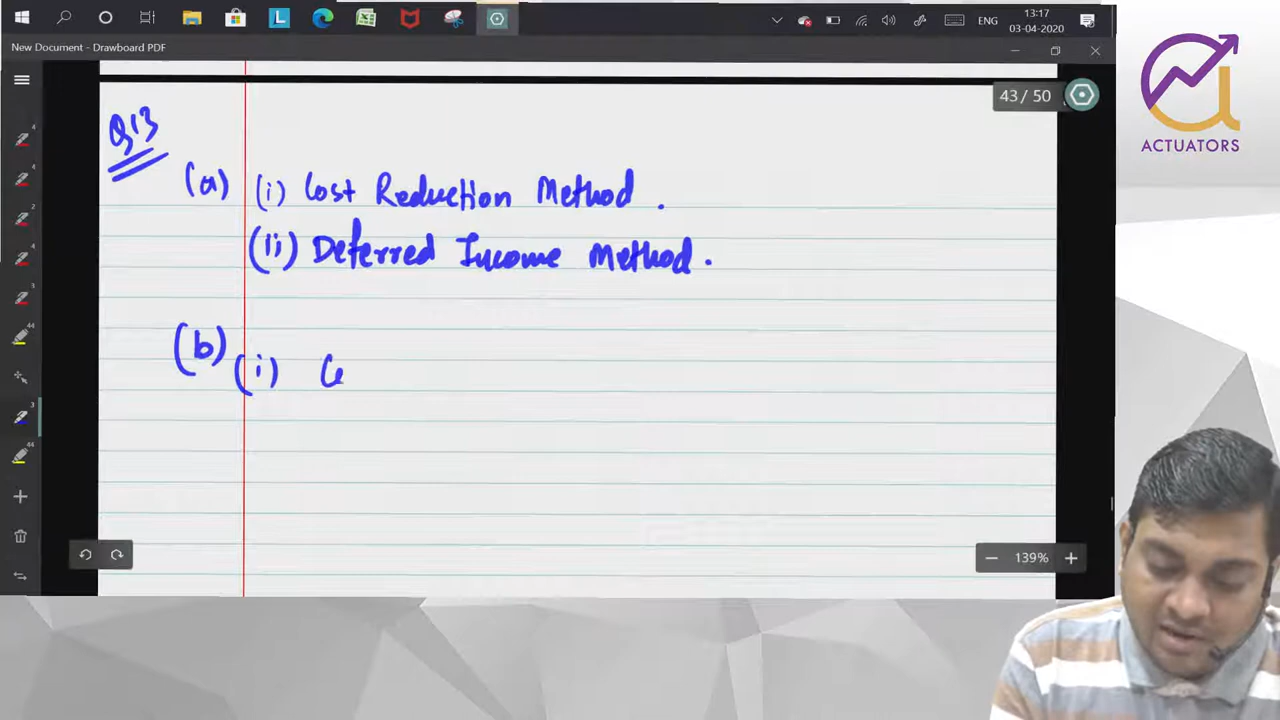 13:17
ENG
03-04-2020
New Document - Drawboard PDF
43 / 50
ACTUATORS
Q13
(a) (i) Cost Reduction Method .
(ii) Deferred Income Method .
(b) (i)
139%